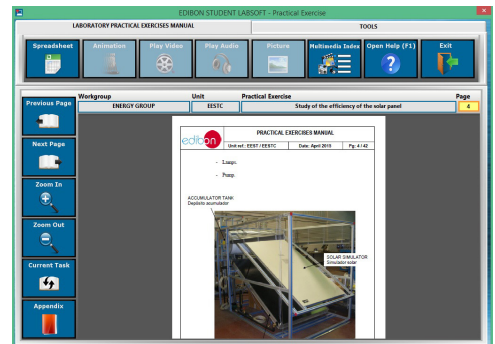 EDIBON STUDENT LABSOFT - Practical Exercise
LABORATORY PRACTICAL EXERCISES MANUAL
TOOLS
Spreadsheet
Animation
Play Video
Play Audio
Picture
Multimedia Index
Open Help (F1)
Exit
Workgroup
Unit
Practical Exercise
Page
ENERGY GROUP
EESTC
Study of the efficiency of the solar panel
4
Previous Page
Next Page
Zoom In
Zoom Out
Current Task
Appendix
edibon
PRACTICAL EXERCISES MANUAL
Unit ref.: EEST / EESTC
Date: April 2015
Pg: 4 / 42
- Lamps.
- Pump.
ACCUMULATOR TANK
Depósito acumulador
SOLAR SIMULATOR
Simulador solar